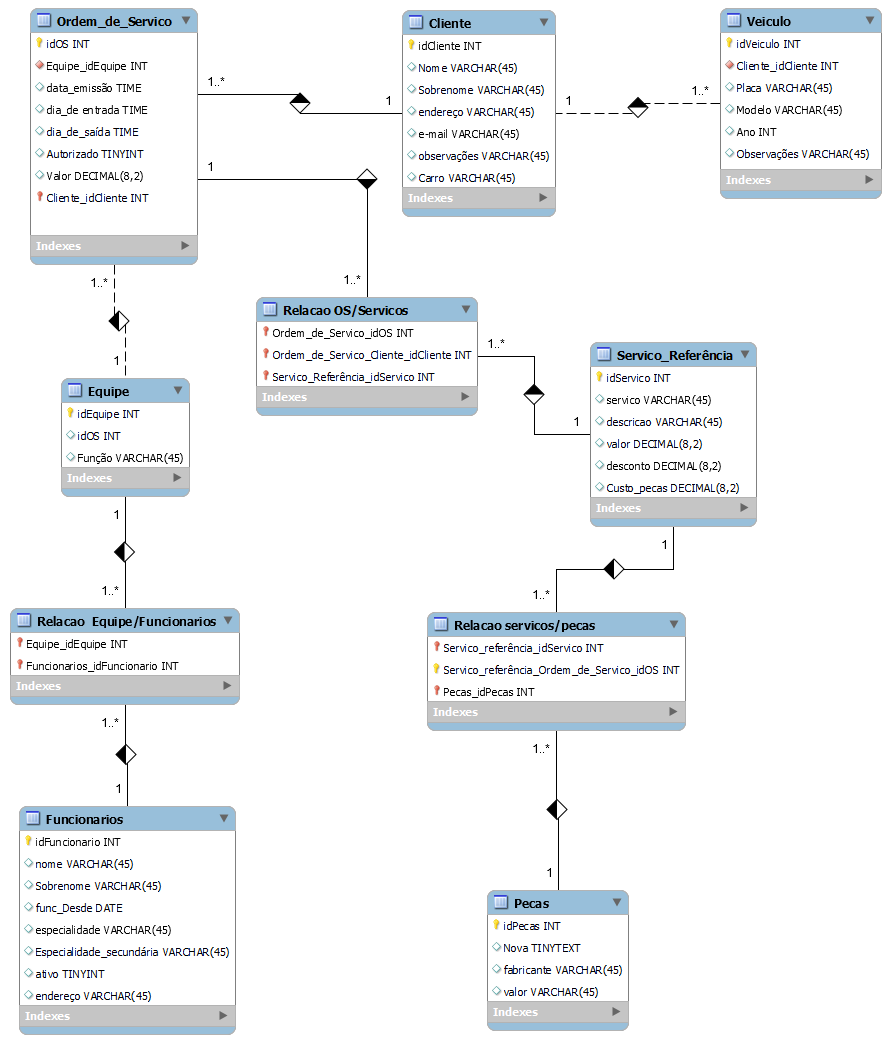 Ordem_de_Servico
idOS INT
Equipe_idEquipe INT
data_emissão TIME
dia_de entrada TIME
dia_de_saída TIME
Autorizado TINYINT
Valor DECIMAL(8,2)
Cliente_idCliente INT
Indexes
1..*
1
Cliente
idCliente INT
Nome VARCHAR(45)
Sobrenome VARCHAR(45)
endereço VARCHAR(45)
e-mail VARCHAR(45)
observações VARCHAR(45)
Carro VARCHAR(45)
Indexes
1
1..*
Veiculo
idVeiculo INT
Cliente_idCliente INT
Placa VARCHAR(45)
Modelo VARCHAR(45)
Ano INT
Observações VARCHAR(45)
Indexes
1
1..*
Relacao OS/Servicos
Ordem_de_Servico_idOS INT
Ordem_de_Servico_Cliente_idCliente INT
Servico_Referência_idServico INT
Indexes
1..*
1
Servico_Referência
idServico INT
servico VARCHAR(45)
descricao VARCHAR(45)
valor DECIMAL(8,2)
desconto DECIMAL(8,2)
Custo_pecas DECIMAL(8,2)
Indexes
1..*
1
Equipe
idEquipe INT
idOS INT
Função VARCHAR(45)
Indexes
1
1..*
Relacao Equipe/Funcionarios
Equipe_idEquipe INT
Funcionarios_idFuncionario INT
Indexes
1..*
1
Funcionarios
idFuncionario INT
nome VARCHAR(45)
Sobrenome VARCHAR(45)
func_Desde DATE
especialidade VARCHAR(45)
Especialidade_secundária VARCHAR(45)
ativo TINYINT
endereço VARCHAR(45)
Indexes
1
1..*
Relacao servicos/pecas
Servico_referência_idServico INT
Servico_referência_Ordem_de_Servico_idOS INT
Pecas_idPecas INT
Indexes
1..*
1
Pecas
idPecas INT
Nova TINYTEXT
fabricante VARCHAR(45)
valor VARCHAR(45)
Indexes